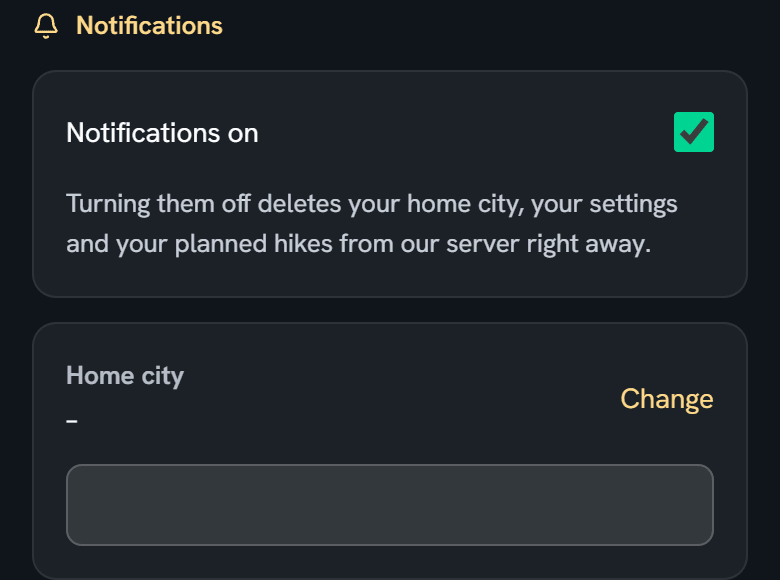 Notifications
Notifications on
Turning them off deletes your home city, your settings
and your planned hikes from our server right away.
Home city
–
Change